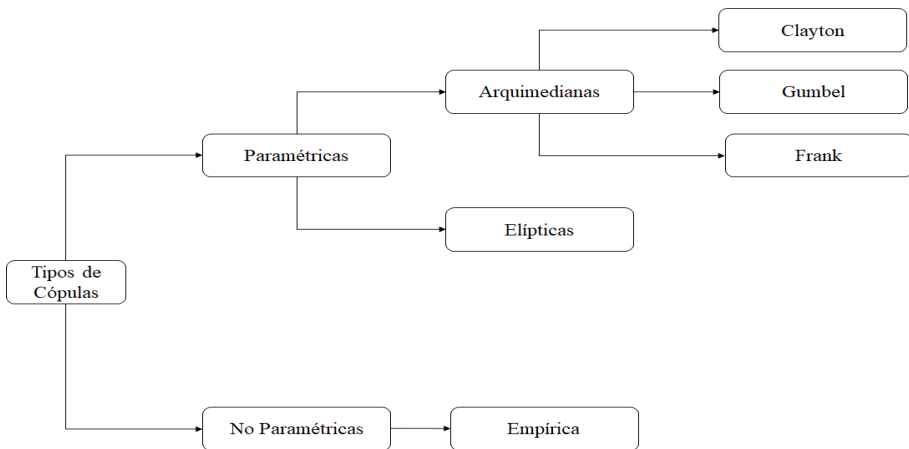 Clayton
Arquimedianas
Gumbel
Paramétricas
Frank
Elípticas
Tipos de
Cópulas
No Paramétricas
Empírica